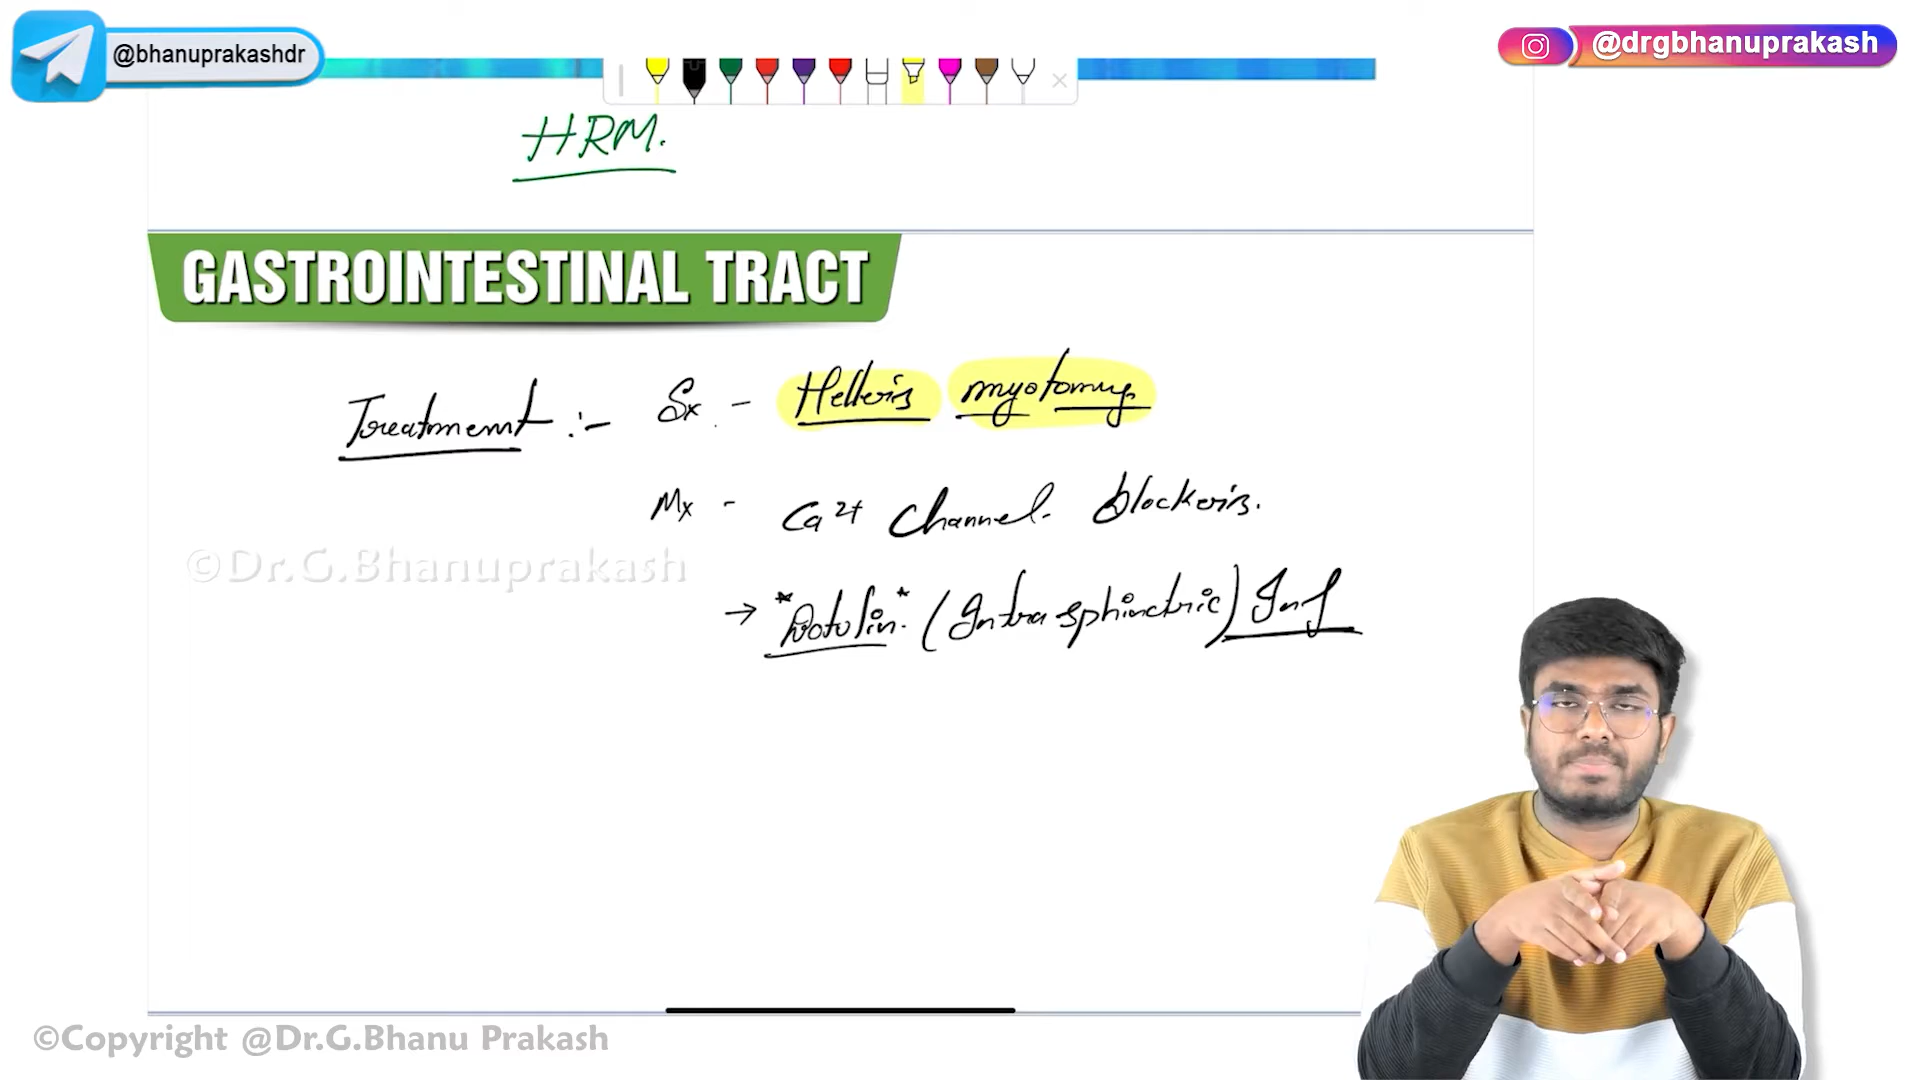 @bhanuprakashdr
@drgbhanuprakash
HRM.
GASTROINTESTINAL TRACT
Treatment :- Sx - Heller's myotomy
Mx - Ca2+ channel blockers.
©Dr.G.Bhanuprakash
→ *Botulin.* (Intra sphinctric) Inj
©Copyright @Dr.G.Bhanu Prakash